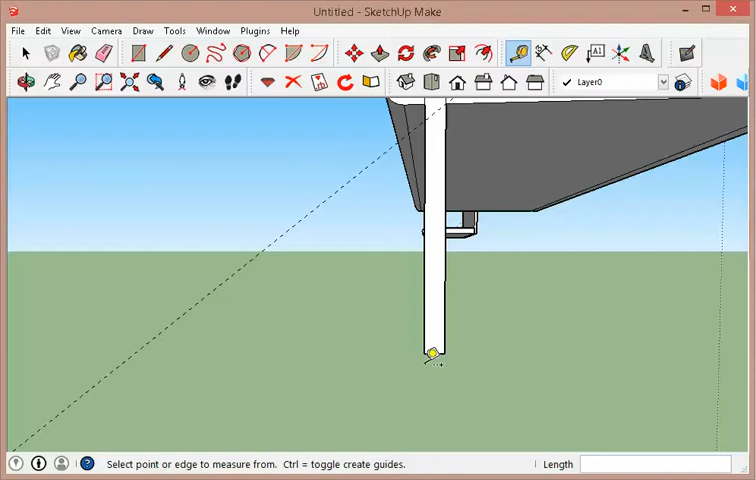 Untitled - SketchUp Make
File Edit View Camera Draw Tools Window Plugins Help
A1
Layer0
Select point or edge to measure from. Ctrl = toggle create guides.
Length